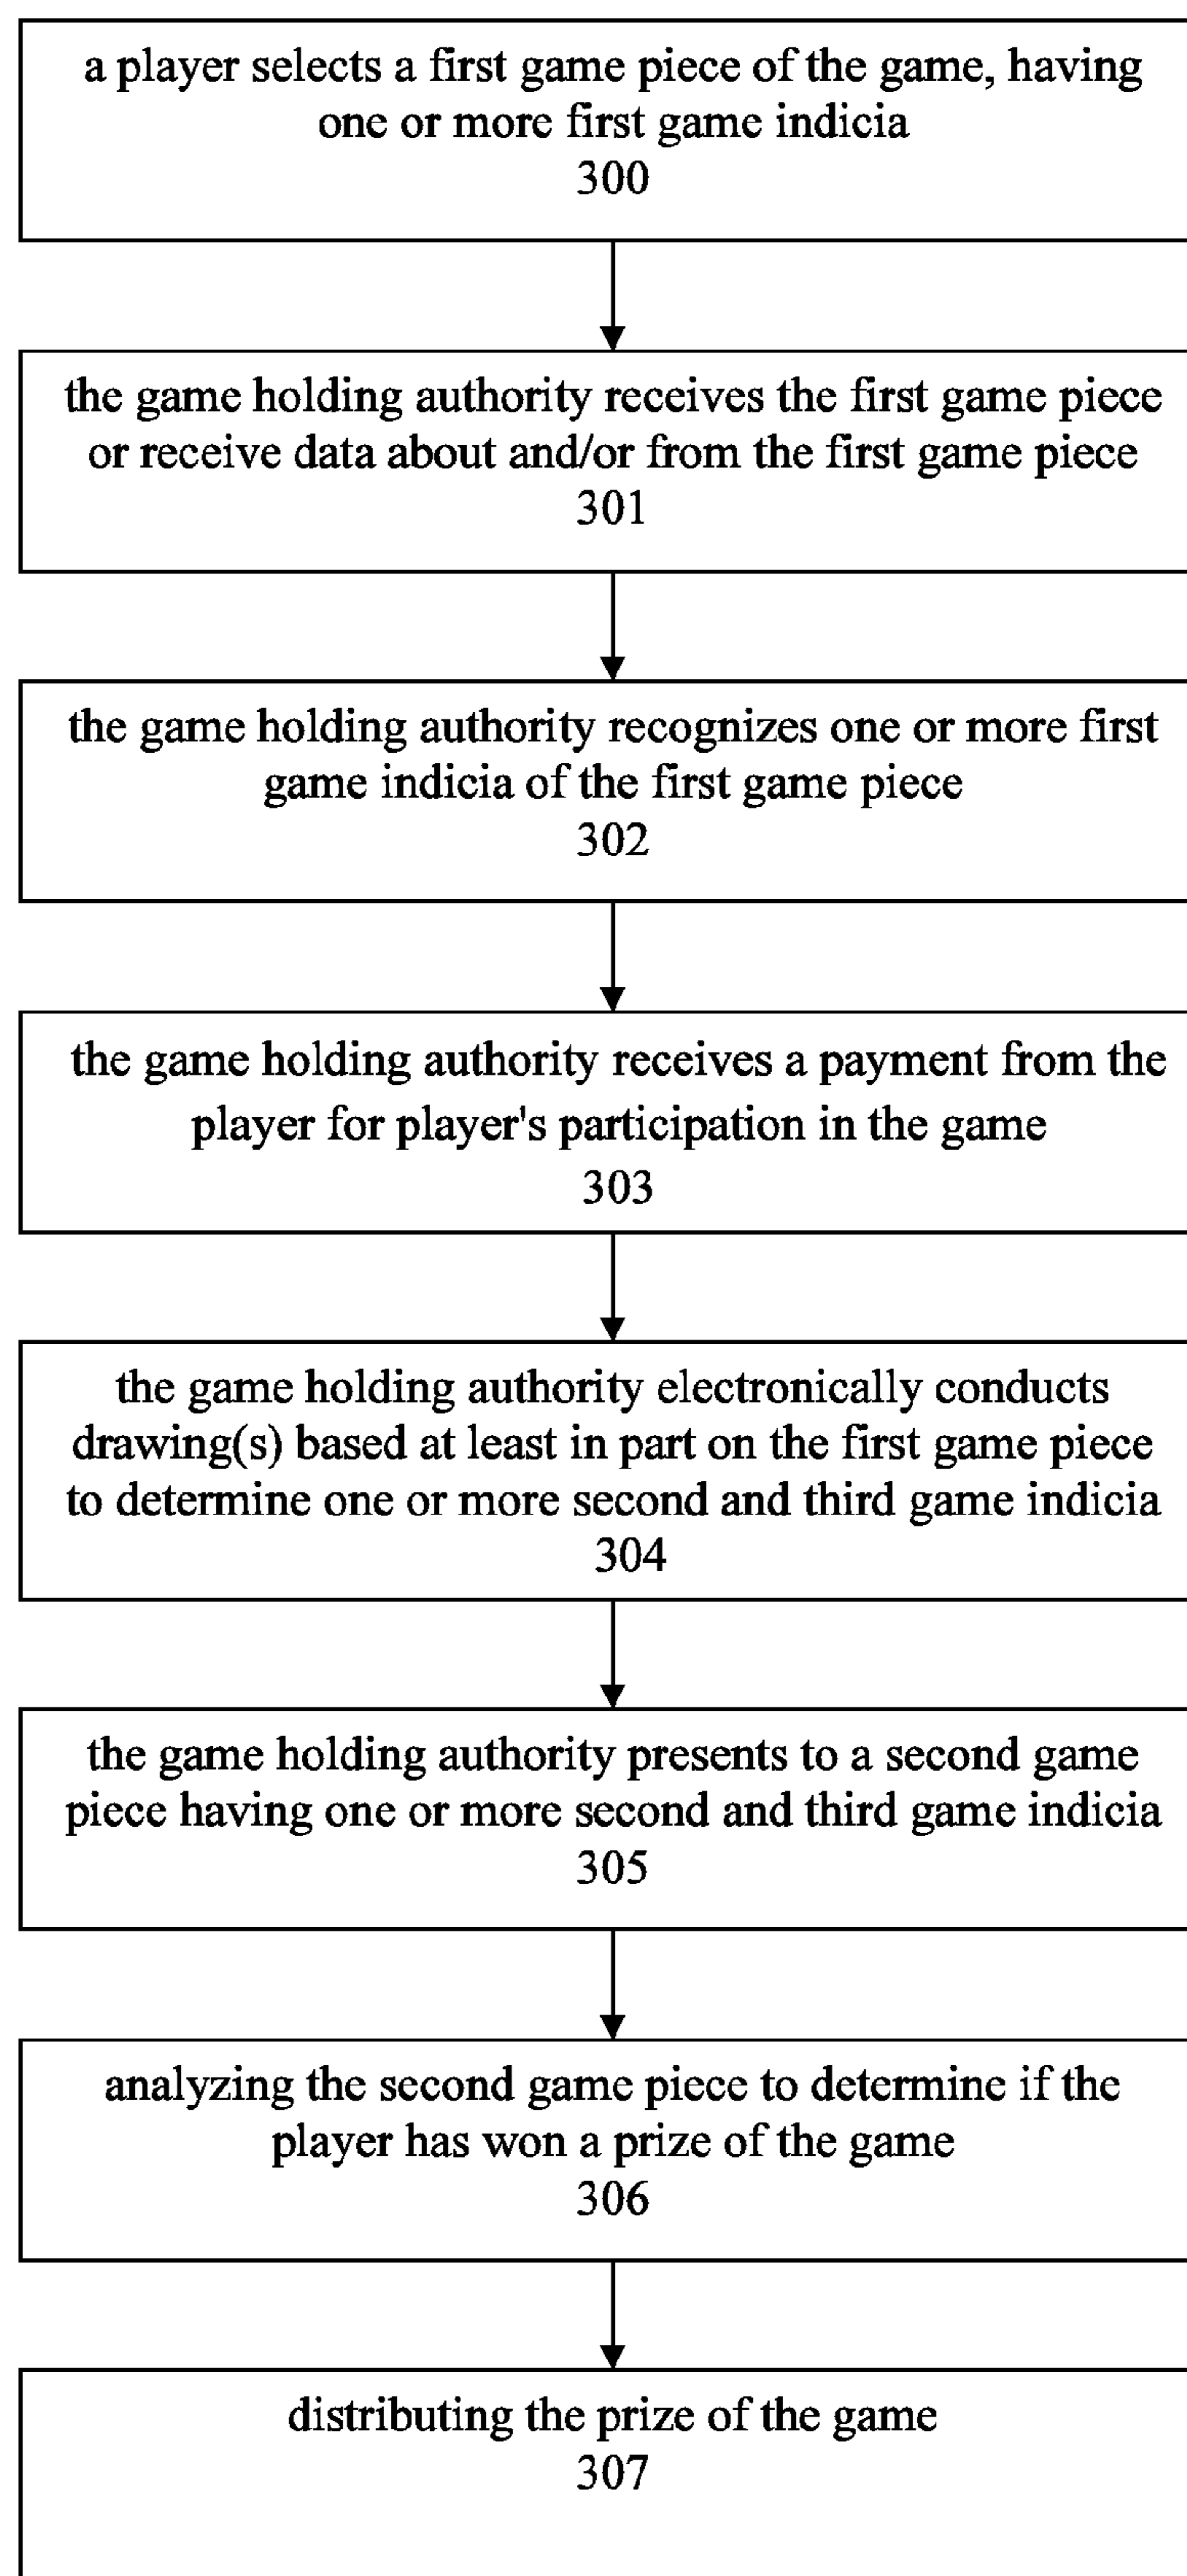 a player selects a first game piece of the game, having
one or more first game indicia
300
the game holding authority receives the first game piece
or receive data about and/or from the first game piece
301
the game holding authority recognizes one or more first
game indicia of the first game piece
302
the game holding authority receives a payment from the
player for player's participation in the game
303
the game holding authority electronically conducts
drawing(s) based at least in part on the first game piece
to determine one or more second and third game indicia
304
the game holding authority presents to a second game
piece having one or more second and third game indicia
305
analyzing the second game piece to determine if the
player has won a prize of the game
306
distributing the prize of the game
307